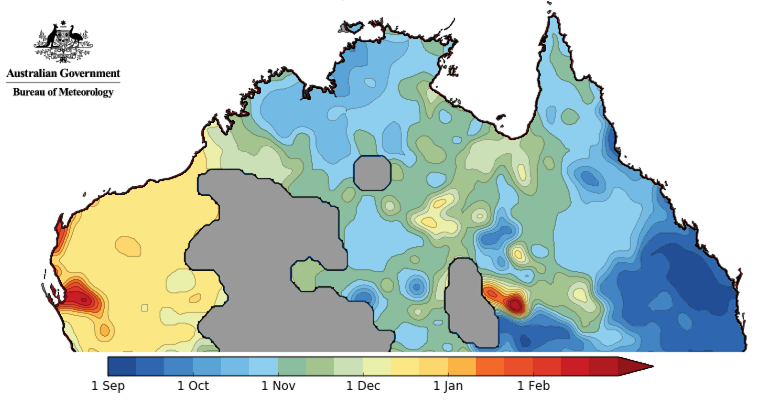 Australian Government
Bureau of Meteorology
1 Sep 1 Oct 1 Nov 1 Dec 1 Jan 1 Feb